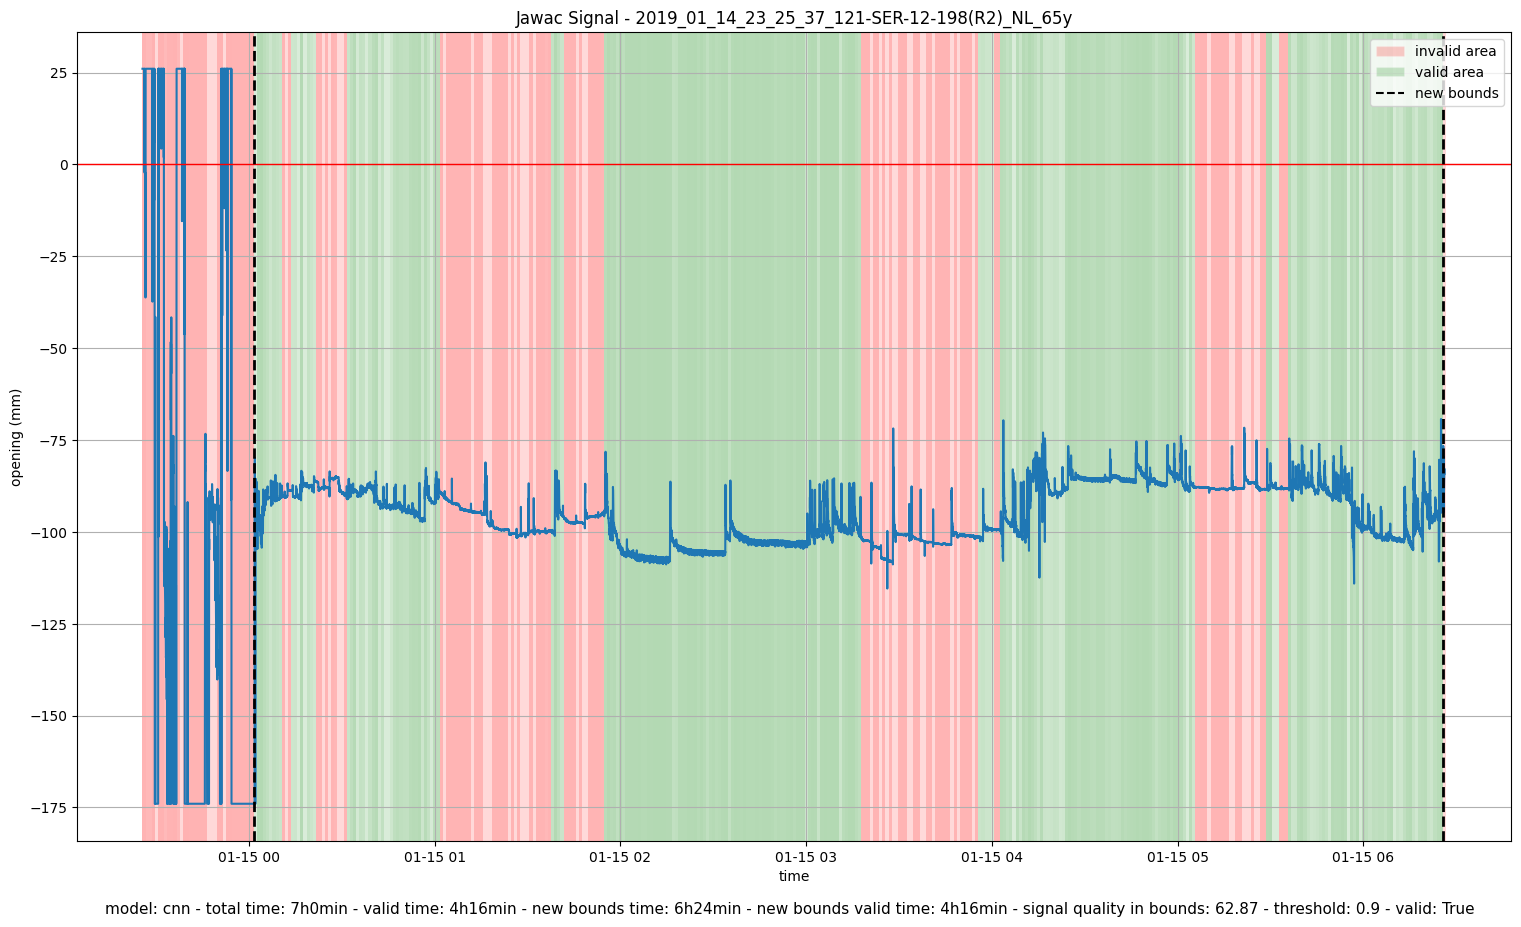 Jawac Signal - 2019_01_14_23_25_37_121-SER-12-198(R2)_NL_65y
invalid area
valid area
new bounds
opening (mm)
25
0
−25
−50
−75
−100
−125
−150
−175
01-15 00
01-15 01
01-15 02
01-15 03
01-15 04
01-15 05
01-15 06
time
model: cnn - total time: 7h0min - valid time: 4h16min - new bounds time: 6h24min - new bounds valid time: 4h16min - signal quality in bounds: 62.87 - threshold: 0.9 - valid: True